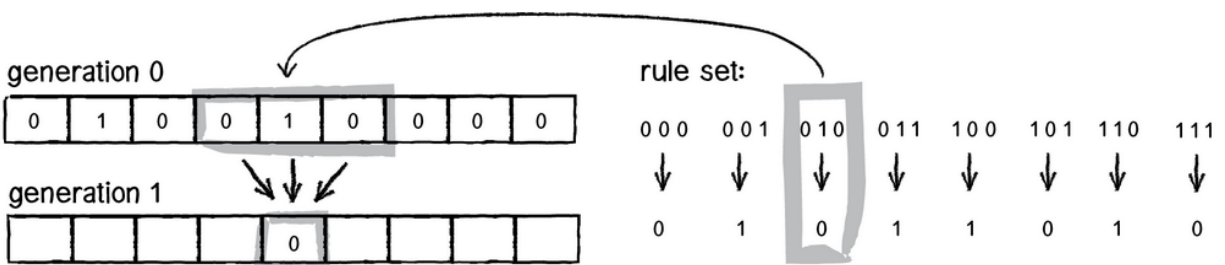 generation 0
0 1 0 0 1 0 0 0 0
generation 1
0
rule set:
000 001 010 011 100 101 110 111
0 1 0 1 1 0 1 0